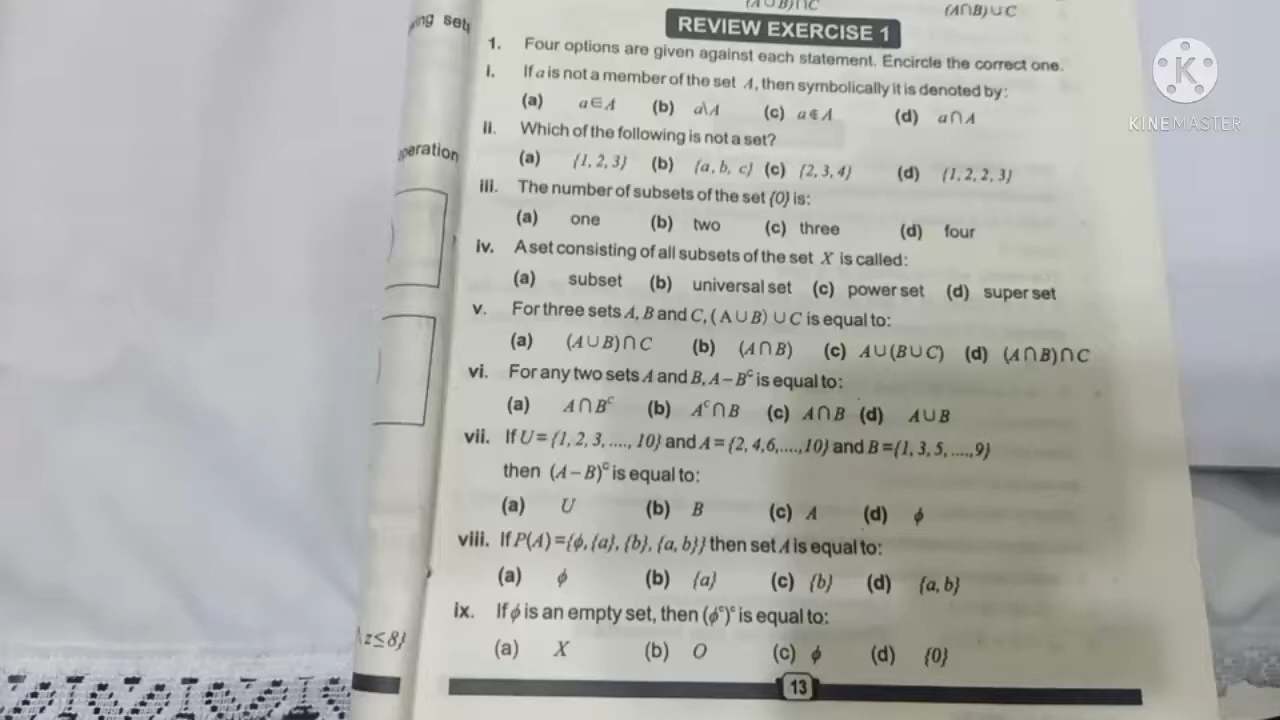 (A∪B)∩C
(A∩B)∪C
REVIEW EXERCISE 1
1. Four options are given against each statement. Encircle the correct one.
i. If a is not a member of the set A, then symbolically it is denoted by:
(a) a∈A (b) a\A (c) a∉A (d) a∩A
ii. Which of the following is not a set?
(a) {1, 2, 3} (b) {a, b, c} (c) {2, 3, 4} (d) {1, 2, 2, 3}
iii. The number of subsets of the set {0} is:
(a) one (b) two (c) three (d) four
iv. A set consisting of all subsets of the set X is called:
(a) subset (b) universal set (c) power set (d) super set
v. For three sets A, B and C, (A∪B) ∪C is equal to:
(a) (A∪B)∩C (b) (A∩B) (c) A∪(B∪C) (d) (A∩B)∩C
vi. For any two sets A and B, A−Bᶜ is equal to:
(a) A∩Bᶜ (b) Aᶜ∩B (c) A∩B (d) A∪B
vii. If U = {1, 2, 3, ...., 10} and A = {2, 4,6,....,10} and B ={1, 3, 5, ....,9}
then (A−B)ᶜ is equal to:
(a) U (b) B (c) A (d) ϕ
viii. If P(A) ={ϕ, {a}, {b}, {a, b}} then set A is equal to:
(a) ϕ (b) {a} (c) {b} (d) {a, b}
ix. If ϕ is an empty set, then (ϕᶜ)ᶜ is equal to:
(a) X (b) O (c) ϕ (d) {0}
13
z≤8}
KINEMASTER